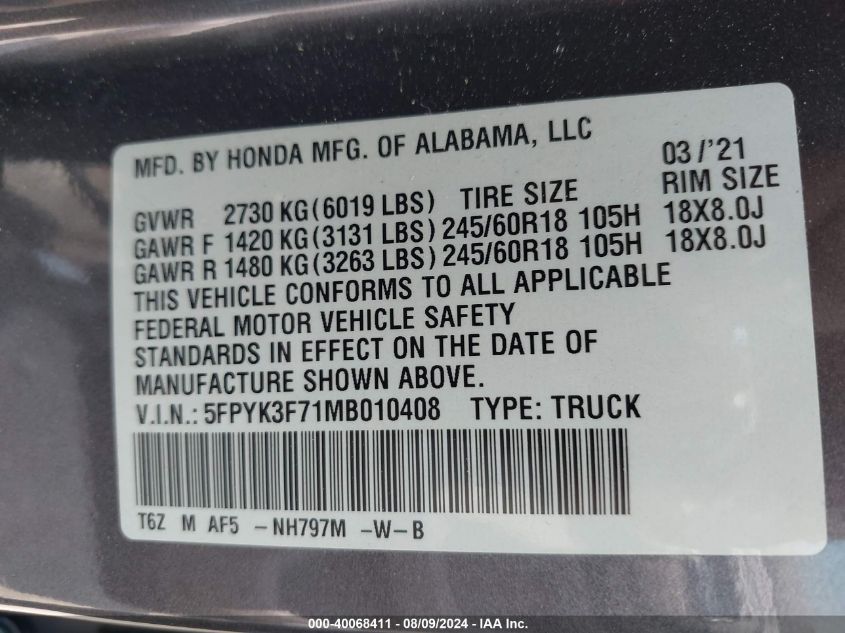 MFD. BY HONDA MFG. OF ALABAMA, LLC 03/'21
TIRE SIZE RIM SIZE
GVWR 2730 KG(6019 LBS)
GAWR F 1420 KG(3131 LBS) 245/60R18 105H 18X8.0J
GAWR R 1480 KG(3263 LBS) 245/60R18 105H 18X8.0J
THIS VEHICLE CONFORMS TO ALL APPLICABLE
FEDERAL MOTOR VEHICLE SAFETY
STANDARDS IN EFFECT ON THE DATE OF
MANUFACTURE SHOWN ABOVE.
V.I.N.: 5FPYK3F71MB010408 TYPE: TRUCK
T6Z M AF5 -NH797M -W-B
000-40068411 - 08/09/2024 - IAA Inc.